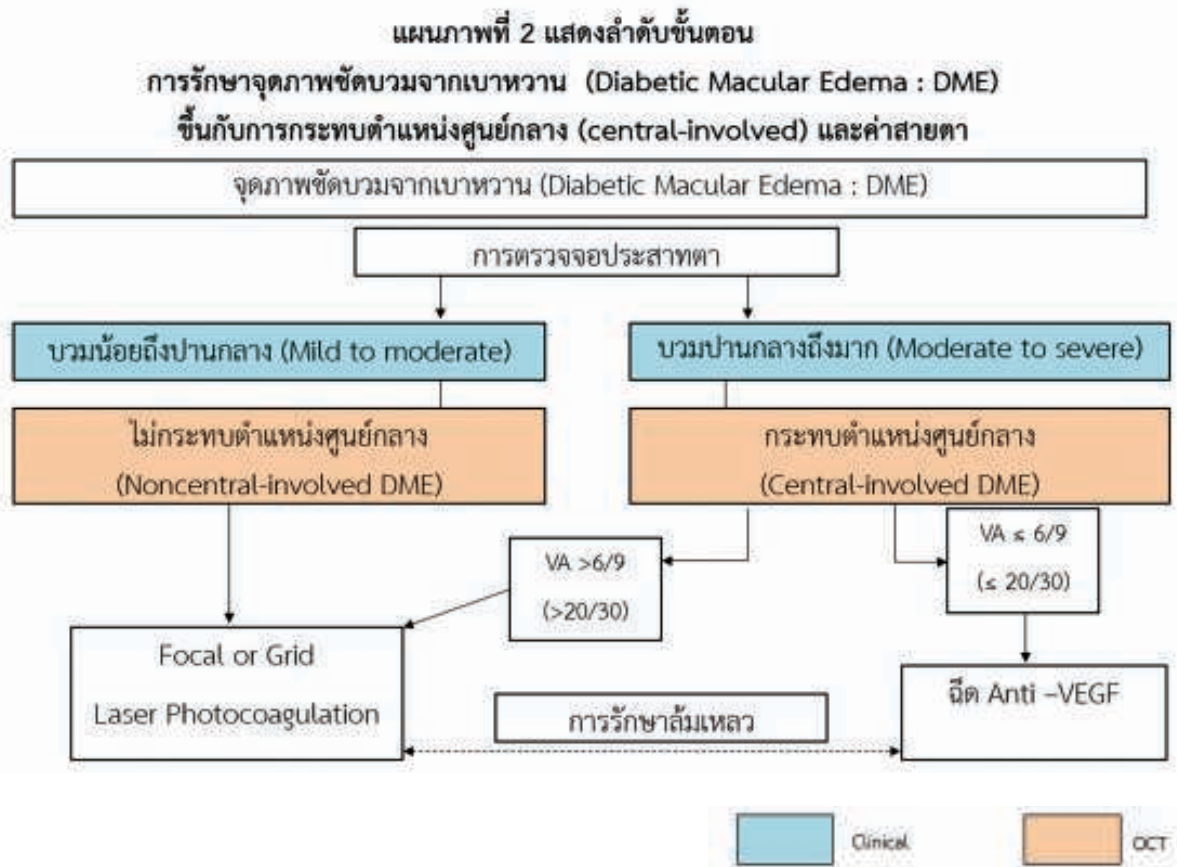 แผนภาพที่ 2 แสดงลำดับขั้นตอน
การรักษาจุดภาพชัดบวมจากเบาหวาน (Diabetic Macular Edema : DME)
ขึ้นกับการกระทบตำแหน่งศูนย์กลาง (central-involved) และค่าสายตา
จุดภาพชัดบวมจากเบาหวาน (Diabetic Macular Edema : DME)
การตรวจจอประสาทตา
บวมน้อยถึงปานกลาง (Mild to moderate)
บวมปานกลางถึงมาก (Moderate to severe)
ไม่กระทบตำแหน่งศูนย์กลาง
(Noncentral-involved DME)
กระทบตำแหน่งศูนย์กลาง
(Central-involved DME)
VA >6/9
(>20/30)
VA ≤ 6/9
(≤ 20/30)
Focal or Grid
Laser Photocoagulation
การรักษาล้มเหลว
ฉีด Anti –VEGF
Clinical
OCT